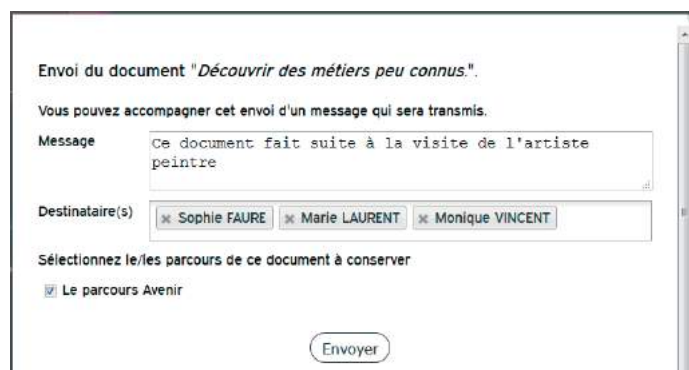 Envoi du document "Découvrir des métiers peu connus.".
Vous pouvez accompagner cet envoi d'un message qui sera transmis.
Message
Ce document fait suite à la visite de l'artiste
peintre
Destinataire(s)
× Sophie FAURE × Marie LAURENT × Monique VINCENT
Sélectionnez le/les parcours de ce document à conserver
Le parcours Avenir
Envoyer